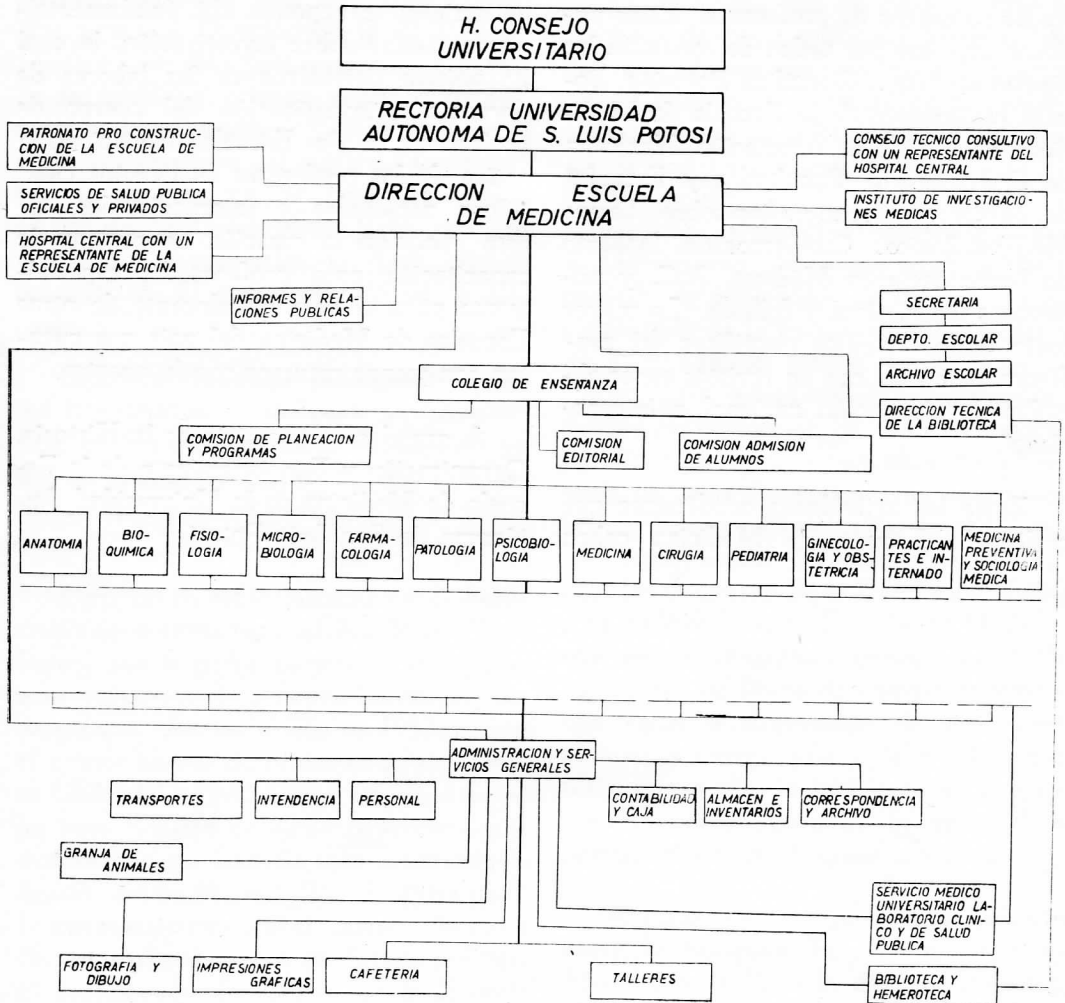 H. CONSEJO
UNIVERSITARIO
RECTORIA UNIVERSIDAD
AUTONOMA DE S. LUIS POTOSI
PATRONATO PRO CONSTRUC-
CION DE LA ESCUELA DE
MEDICINA
CONSEJO TECNICO CONSULTIVO
CON UN REPRESENTANTE DEL
HOSPITAL CENTRAL
DIRECCION ESCUELA
DE MEDICINA
SERVICIOS DE SALUD PUBLICA
OFICIALES Y PRIVADOS
INSTITUTO DE INVESTIGACIO-
NES MEDICAS
HOSPITAL CENTRAL CON UN
REPRESENTANTE DE LA
ESCUELA DE MEDICINA
INFORMES Y RELA-
CIONES PUBLICAS
SECRETARIA
DEPTO. ESCOLAR
ARCHIVO ESCOLAR
COLEGIO DE ENSEÑANZA
DIRECCION TECNICA
DE LA BIBLIOTECA
COMISION DE PLANEACION
Y PROGRAMAS
COMISION
EDITORIAL
COMISION ADMISION
DE ALUMNOS
ANATOMIA
BIO-
QUIMICA
FISIO-
LOGIA
MICRO-
BIOLOGIA
FARMA-
COLOGIA
PATOLOGIA
PSICOBIO-
LOGIA
MEDICINA
CIRUGIA
PEDIATRIA
GINECOLO-
GIA Y OBS-
TETRICIA
PRACTICAN-
TES E IN-
TERNADO
MEDICINA
PREVENTIVA
Y SOCIOLOGIA
MEDICA
ADMINISTRACION Y SER-
VICIOS GENERALES
TRANSPORTES
INTENDENCIA
PERSONAL
CONTABILIDAD
Y CAJA
ALMACEN E
INVENTARIOS
CORRESPONDENCIA
Y ARCHIVO
GRANJA DE
ANIMALES
SERVICIO MEDICO
UNIVERSITARIO LA-
BORATORIO CLINI-
CO Y DE SALUD
PUBLICA
FOTOGRAFIA Y
DIBUJO
IMPRESIONES
GRAFICAS
CAFETERIA
TALLERES
BIBLIOTECA Y
HEMEROTECA